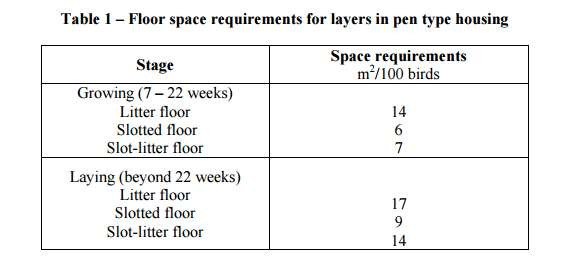 Table 1 – Floor space requirements for layers in pen type housing
Stage
Space requirements
m²/100 birds
Growing (7 – 22 weeks)
Litter floor 14
Slotted floor 6
Slot-litter floor 7
Laying (beyond 22 weeks)
Litter floor 17
Slotted floor 9
Slot-litter floor 14